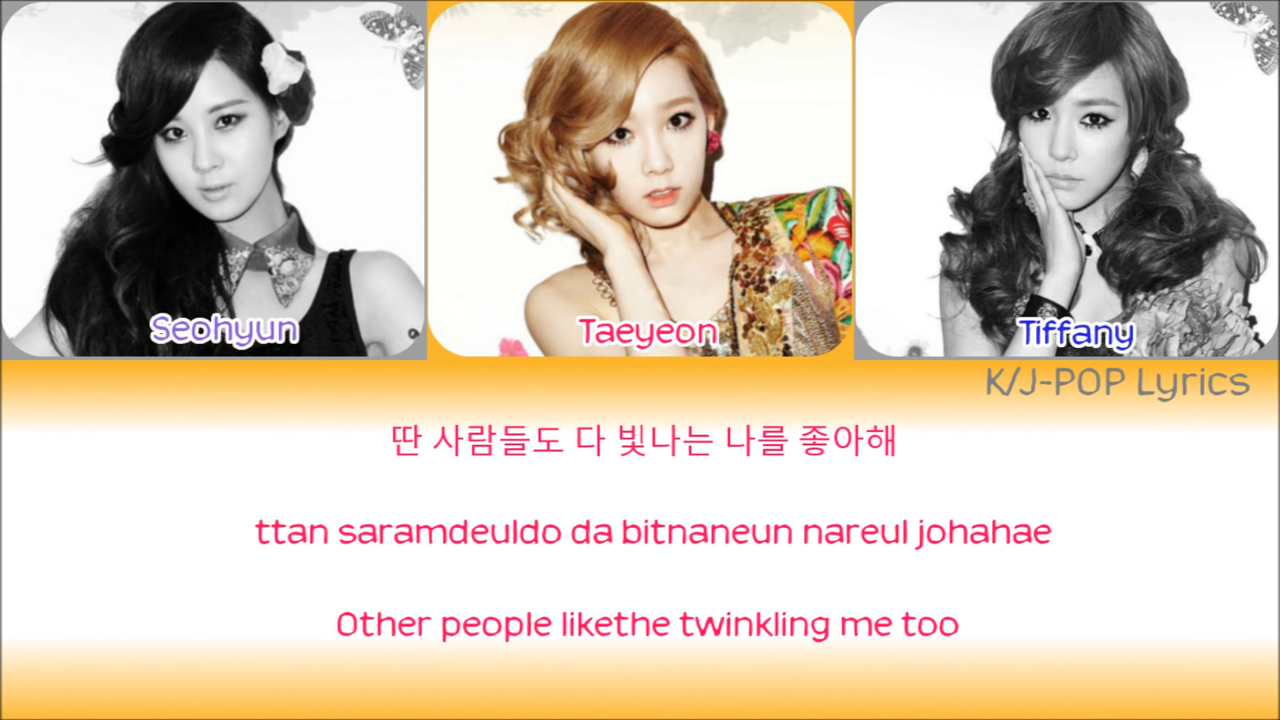 Seohyun
Taeyeon
Tiffany
K/J-POP Lyrics
딴 사람들도 다 빛나는 나를 좋아해
ttan saramdeuldo da bitnaneun nareul johahae
Other people likethe twinkling me too